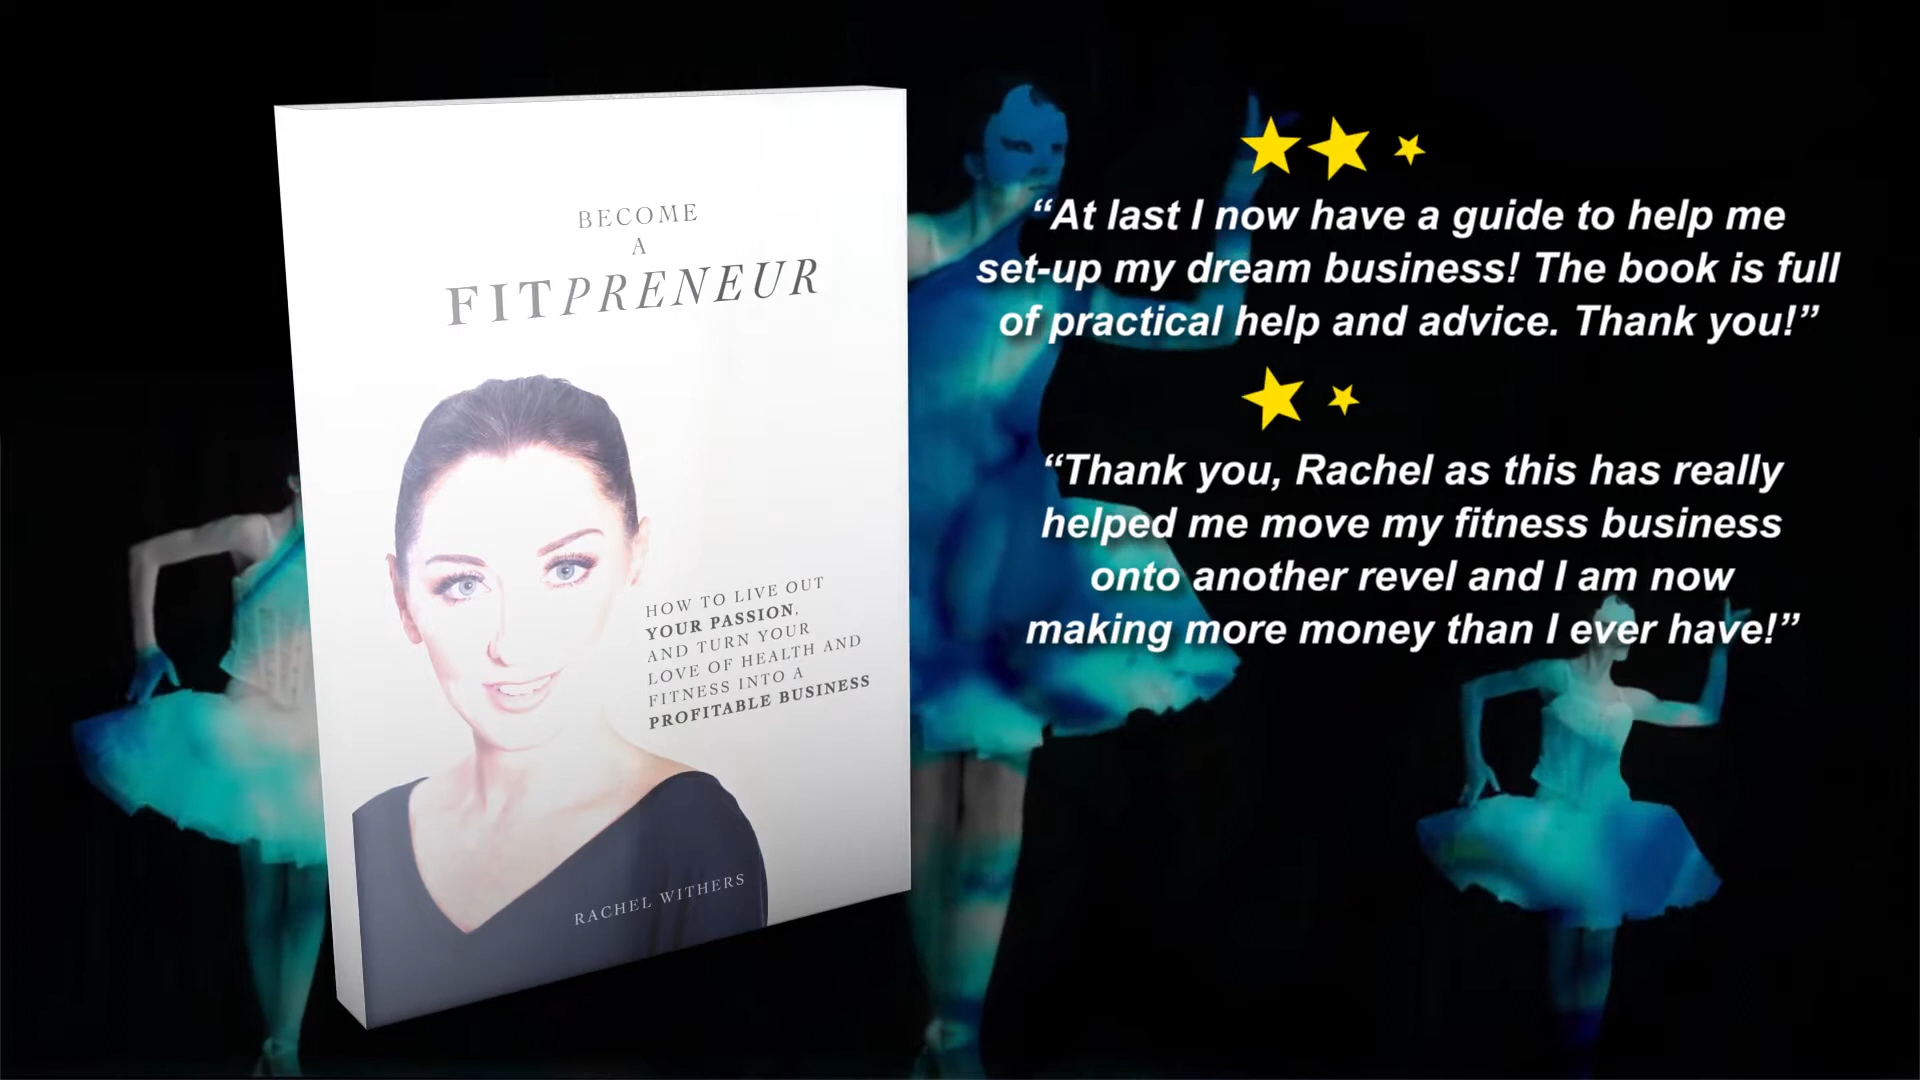 BECOME
A
FITPRENEUR
HOW TO LIVE OUT
YOUR PASSION,
AND TURN YOUR
LOVE OF HEALTH AND
FITNESS INTO A
PROFITABLE BUSINESS
RACHEL WITHERS
“At last I now have a guide to help me
set-up my dream business! The book is full
of practical help and advice. Thank you!”
“Thank you, Rachel as this has really
helped me move my fitness business
onto another revel and I am now
making more money than I ever have!”